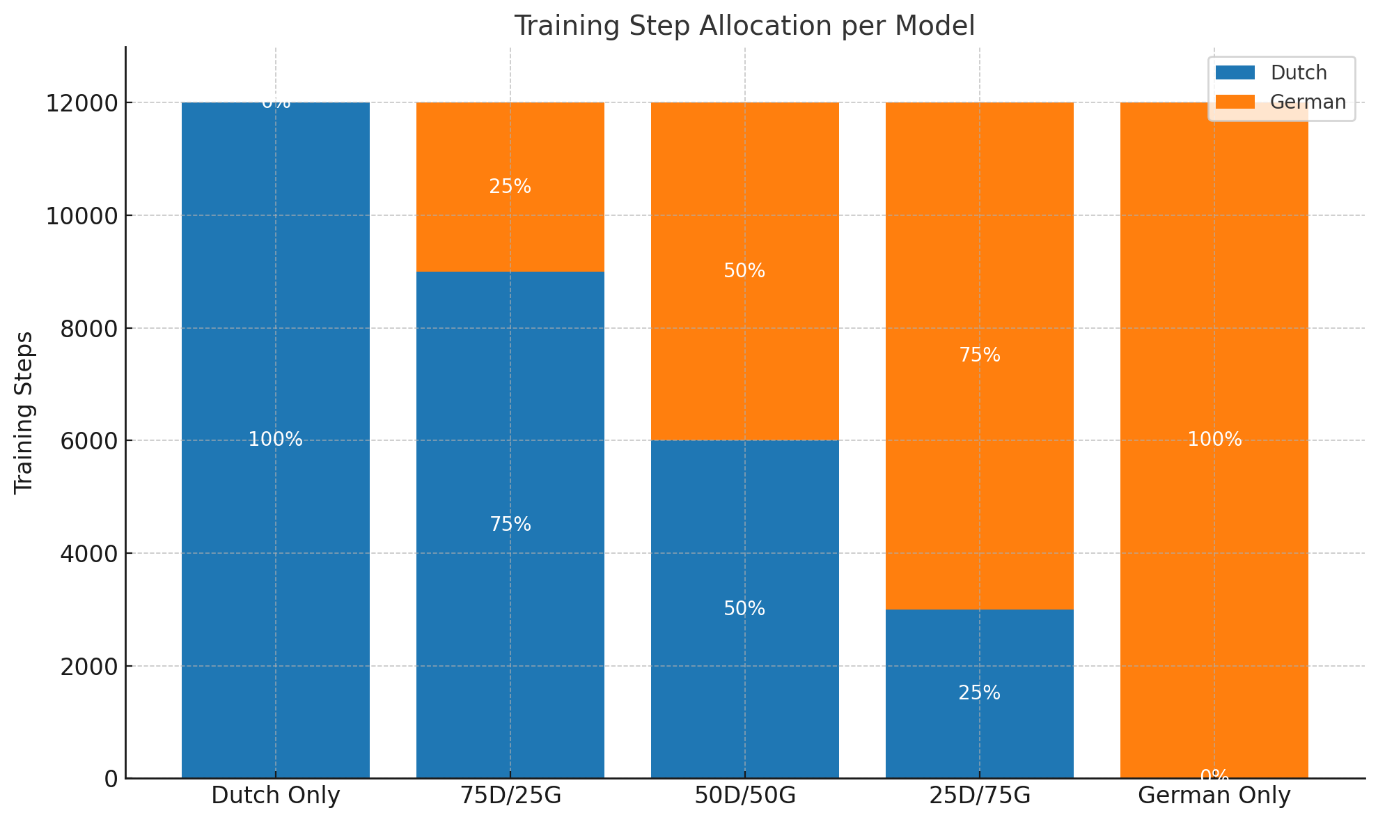 Training Step Allocation per Model
Dutch
German
Training Steps
12000
10000
8000
6000
4000
2000
0
0%
100%
25%
75%
50%
50%
75%
25%
100%
0%
Dutch Only
75D/25G
50D/50G
25D/75G
German Only